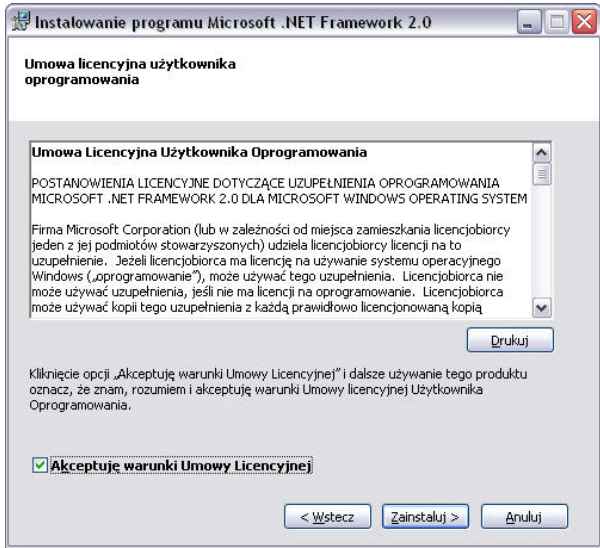 Instalowanie programu Microsoft .NET Framework 2.0
Umowa licencyjna użytkownika
oprogramowania
Umowa Licencyjna Użytkownika Oprogramowania
POSTANOWIENIA LICENCYJNE DOTYCZĄCE UZUPEŁNIENIA OPROGRAMOWANIA
MICROSOFT .NET FRAMEWORK 2.0 DLA MICROSOFT WINDOWS OPERATING SYSTEM
Firma Microsoft Corporation (lub w zależności od miejsca zamieszkania licencjobiorcy
jeden z jej podmiotów stowarzyszonych) udziela licencjobiorcy licencji na to
uzupełnienie. Jeżeli licencjobiorca ma licencję na używanie systemu operacyjnego
Windows („oprogramowanie”), może używać tego uzupełnienia. Licencjobiorca nie
może używać uzupełnienia, jeśli nie ma licencji na oprogramowanie. Licencjobiorca
może używać kopii tego uzupełnienia z każdą prawidłowo licencjonowaną kopią
Drukuj
Kliknięcie opcji „Akceptuję warunki Umowy Licencyjnej” i dalsze używanie tego produktu
oznacz, że znam, rozumiem i akceptuję warunki Umowy licencyjnej Użytkownika
Oprogramowania.
Akceptuję warunki Umowy Licencyjnej
< Wstecz
Zainstaluj >
Anuluj